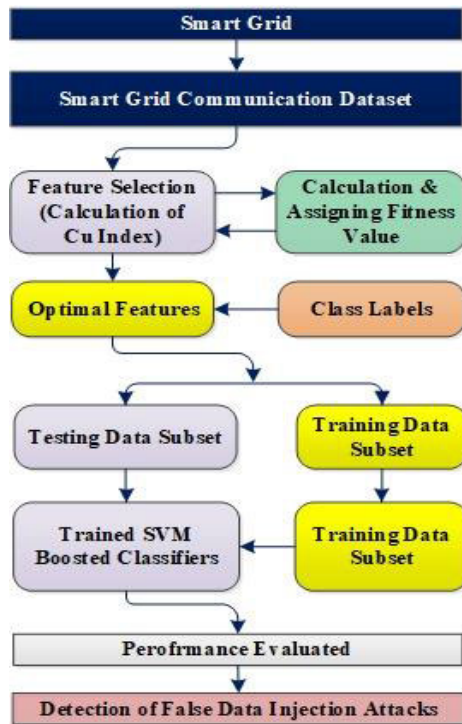 Smart Grid
Smart Grid Communication Dataset
Feature Selection
(Calculation of
Cu Index)
Calculation &
Assigning Fitness
Value
Optimal Features
Class Labels
Testing Data Subset
Training Data
Subset
Trained SVM
Boosted Classifiers
Training Data
Subset
Perofrmance Evaluated
Detection of False Data Injection Attacks